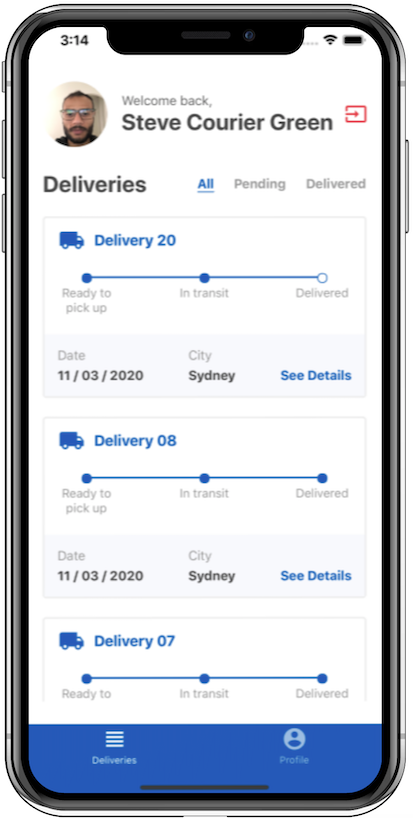 3:14
Welcome back,
Steve Courier Green
Deliveries All Pending Delivered
Delivery 20
Ready to
pick up
In transit
Delivered
Date City
11 / 03 / 2020 Sydney See Details
Delivery 08
Ready to
pick up
In transit
Delivered
Date City
11 / 03 / 2020 Sydney See Details
Delivery 07
Ready to In transit Delivered
Deliveries Profile